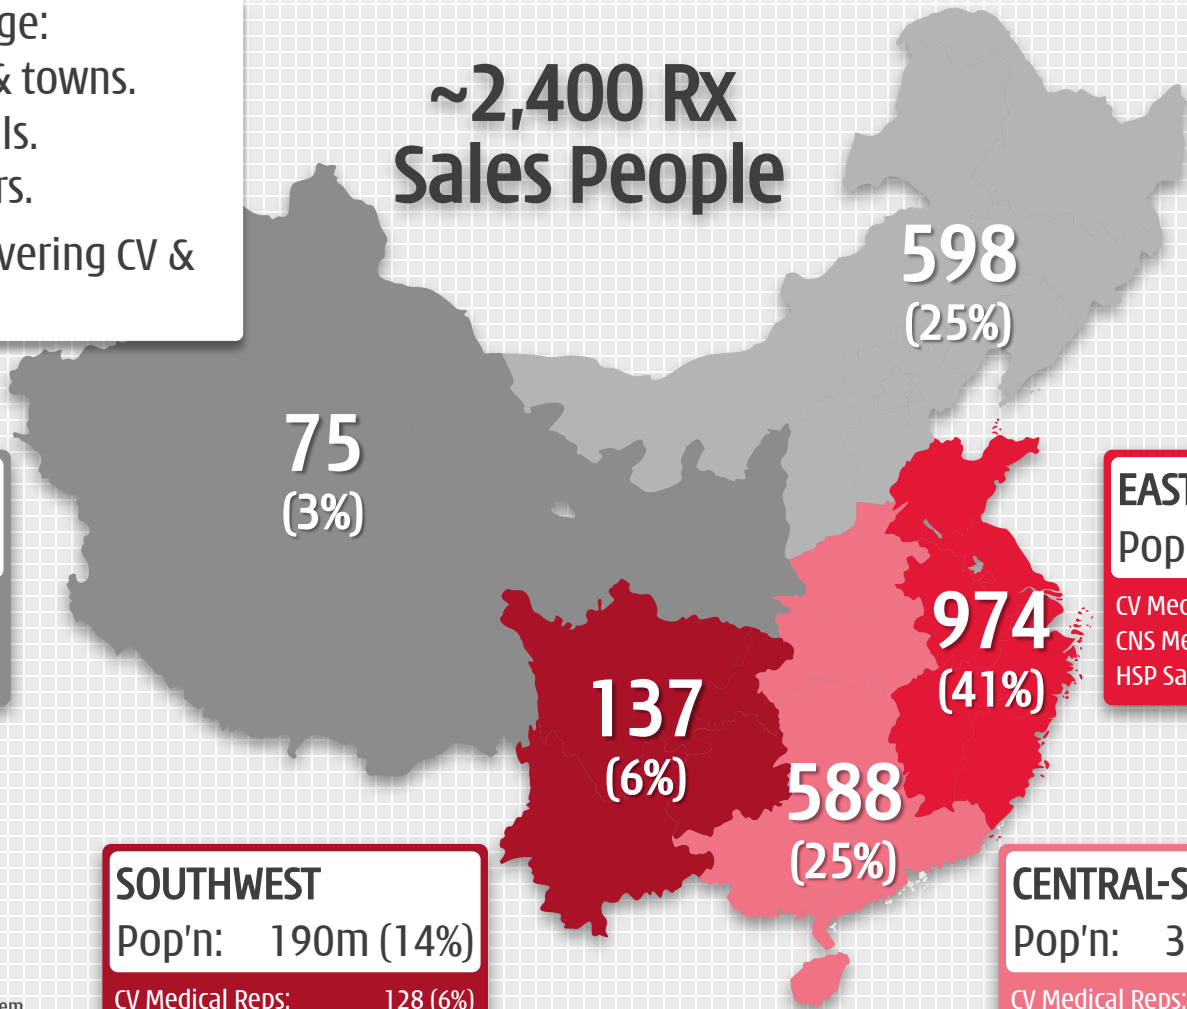 ge:
& towns.
ls.
rs.
vering CV &
~2,400 Rx
Sales People
598
(25%)
75
(3%)
EAST
Pop
CV Med
CNS Me
HSP Sa
974
(41%)
137
(6%)
588
(25%)
SOUTHWEST
Pop'n: 190m (14%)
CV Medical Reps: 128 (6%)
CENTRAL-S
Pop'n: 3
CV Medical Reps:
em